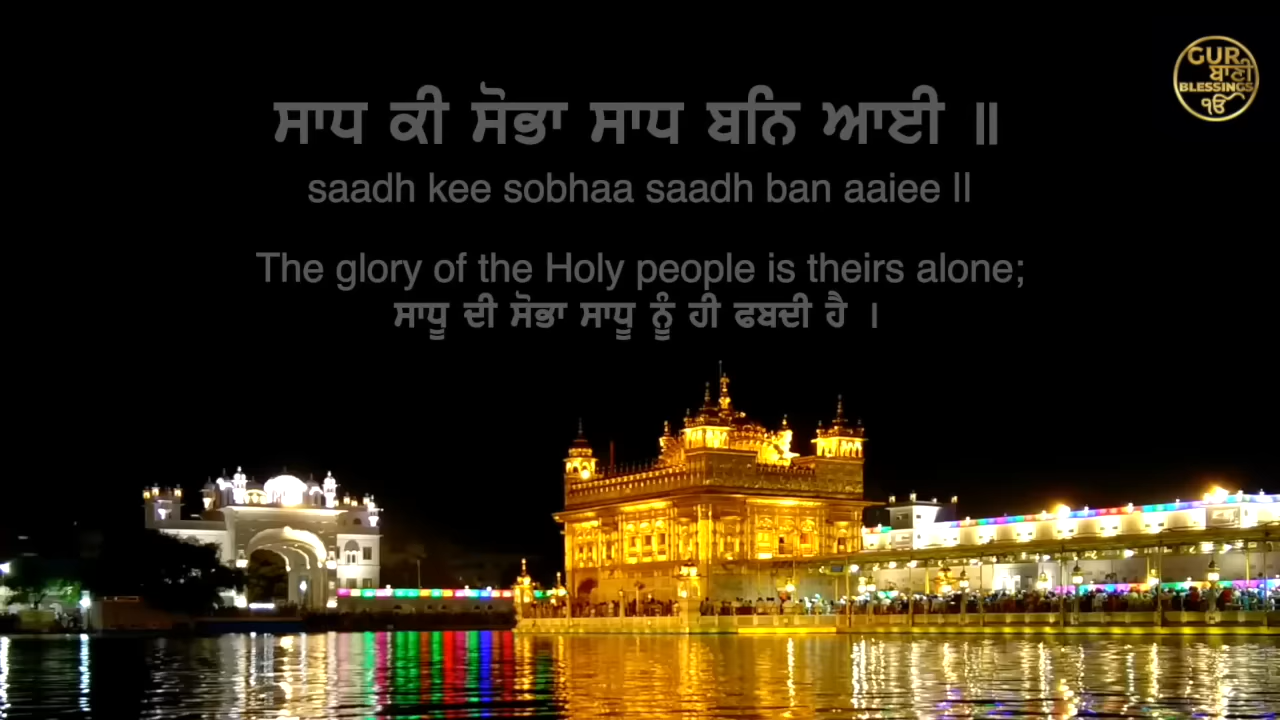 GUR
ਬਾਣੀ
BLESSINGS
ੴ
ਸਾਧ ਕੀ ਸੋਭਾ ਸਾਧ ਬਨਿ ਆਈ ॥
saadh kee sobhaa saadh ban aaiee ll
The glory of the Holy people is theirs alone;
ਸਾਧੂ ਦੀ ਸੋਭਾ ਸਾਧੂ ਨੂੰ ਹੀ ਫਬਦੀ ਹੈ ।